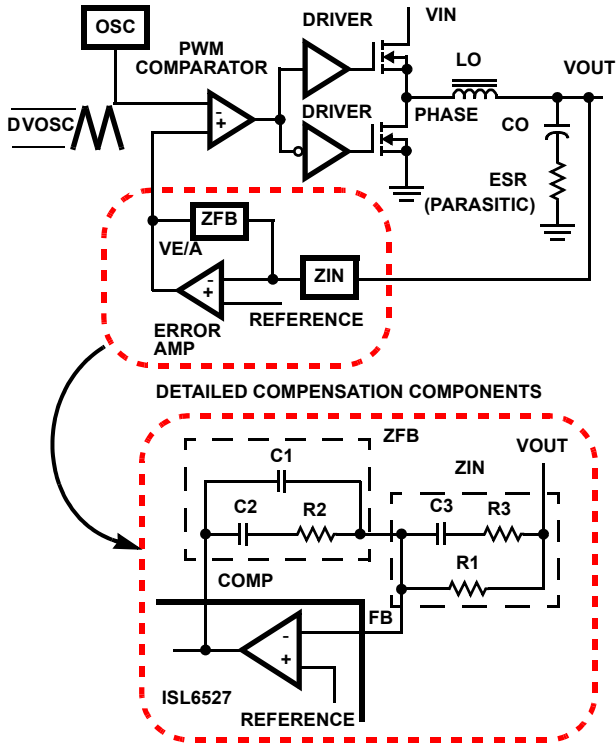 OSC
DRIVER
VIN
PWM
COMPARATOR
LO
VOUT
-
+
DVOSC
DRIVER
PHASE
CO
ESR
(PARASITIC)
ZFB
VE/A
-
+
ZIN
REFERENCE
ERROR
AMP
DETAILED COMPENSATION COMPONENTS
ZFB
C1
VOUT
ZIN
C2
R2
C3
R3
R1
COMP
FB
-
+
ISL6527
REFERENCE